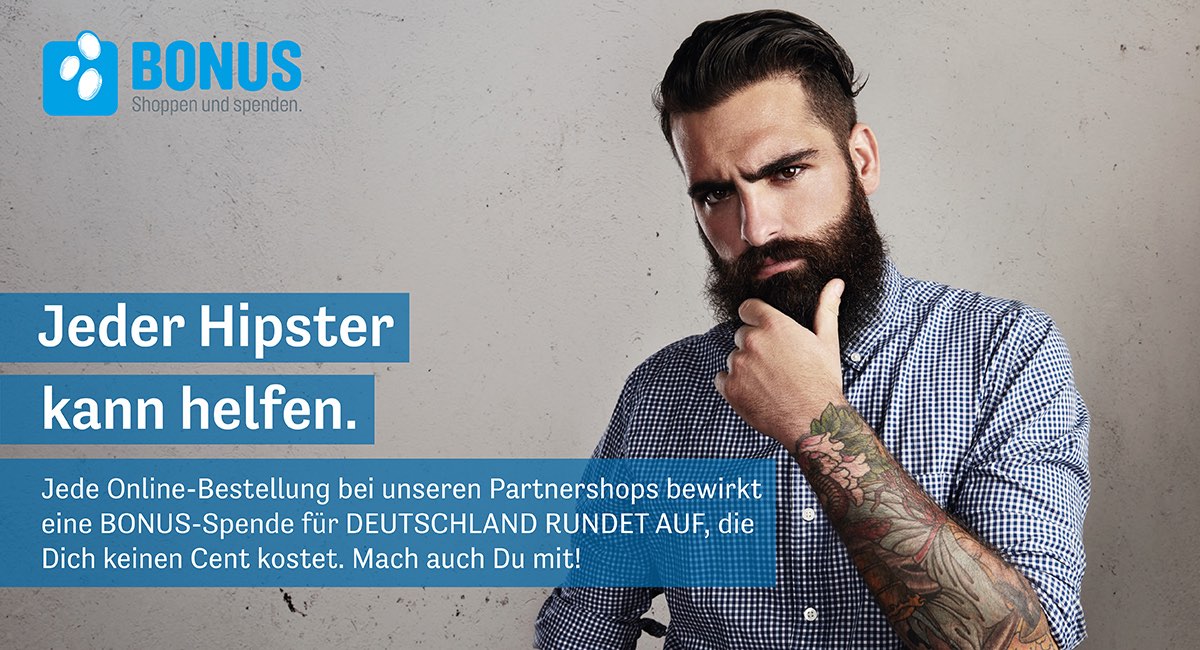 BONUS
Shoppen und spenden.
Jeder Hipster
kann helfen.
Jede Online-Bestellung bei unseren Partnershops bewirkt
eine BONUS-Spende für DEUTSCHLAND RUNDET AUF, die
Dich keinen Cent kostet. Mach auch Du mit!